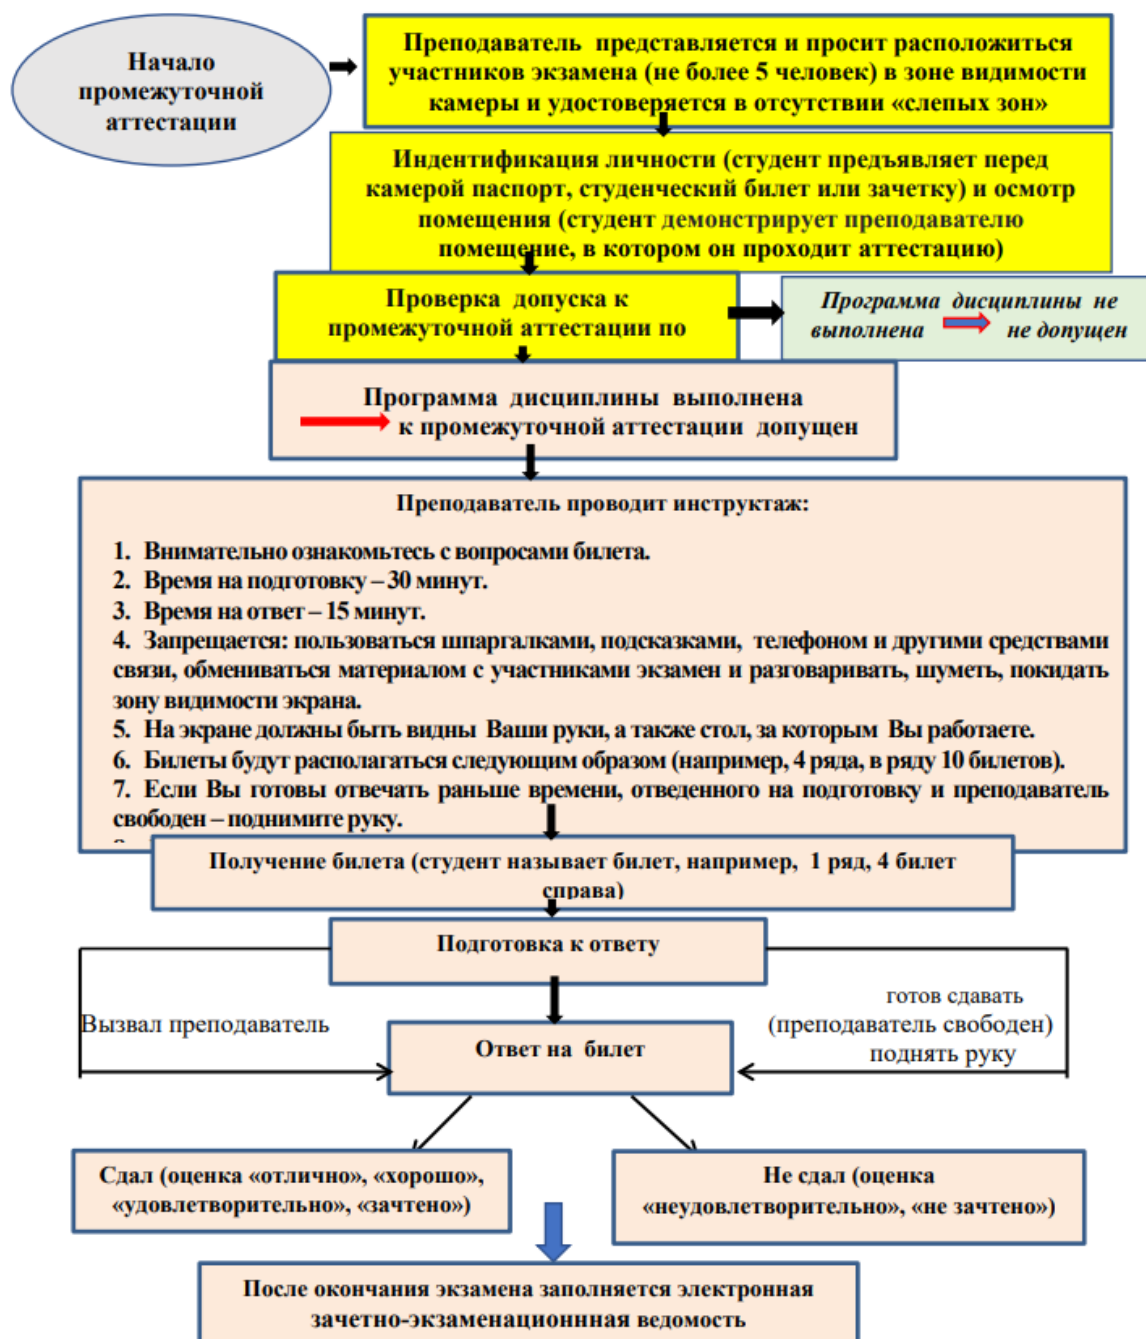 Начало
промежуточной
аттестации
Преподаватель представляется и просит расположиться
участников экзамена (не более 5 человек) в зоне видимости
камеры и удостоверяется в отсутствии «слепых зон»
Индентификация личности (студент предъявляет перед
камерой паспорт, студенческий билет или зачетку) и осмотр
помещения (студент демонстрирует преподавателю
помещение, в котором он проходит аттестацию)
Проверка допуска к
промежуточной аттестации по
Программа дисциплины не
выполнена не допущен
Программа дисциплины выполнена
к промежуточной аттестации допущен
Преподаватель проводит инструктаж:
1. Внимательно ознакомьтесь с вопросами билета.
2. Время на подготовку – 30 минут.
3. Время на ответ – 15 минут.
4. Запрещается: пользоваться шпаргалками, подсказками, телефоном и другими средствами
связи, обмениваться материалом с участниками экзамен и разговаривать, шуметь, покидать
зону видимости экрана.
5. На экране должны быть видны Ваши руки, а также стол, за которым Вы работаете.
6. Билеты будут располагаться следующим образом (например, 4 ряда, в ряду 10 билетов).
7. Если Вы готовы отвечать раньше времени, отведенного на подготовку и преподаватель
свободен – поднимите руку.
Получение билета (студент называет билет, например, 1 ряд, 4 билет
справа)
Подготовка к ответу
Вызвал преподаватель
готов сдавать
(преподаватель свободен)
поднять руку
Ответ на билет
Сдал (оценка «отлично», «хорошо»,
«удовлетворительно», «зачтено»)
Не сдал (оценка
«неудовлетворительно», «не зачтено»)
После окончания экзамена заполняется электронная
зачетно-экзаменационнная ведомость